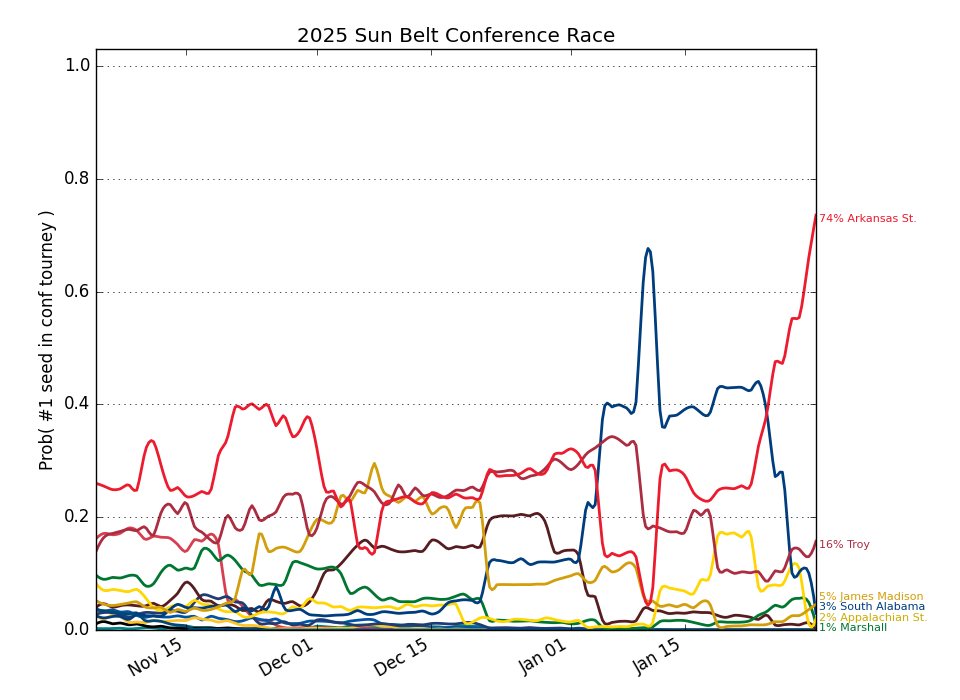 2025 Sun Belt Conference Race
Prob( #1 seed in conf tourney )
1.0
0.8
0.6
0.4
0.2
0.0
Nov 15
Dec 01
Dec 15
Jan 01
Jan 15
74% Arkansas St.
16% Troy
5% James Madison
3% South Alabama
2% Appalachian St.
1% Marshall